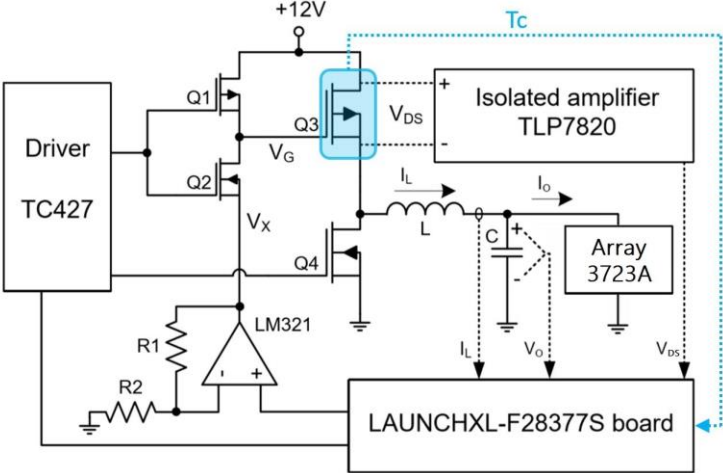 +12V
Tc
Q1
Q3
V_DS
+
-
Isolated amplifier
TLP7820
Driver
TC427
Q2
V_G
V_X
I_L
I_O
L
C
+
-
Array
3723A
Q4
LM321
R1
R2
-
+
I_L
V_O
V_DS
LAUNCHXL-F28377S board